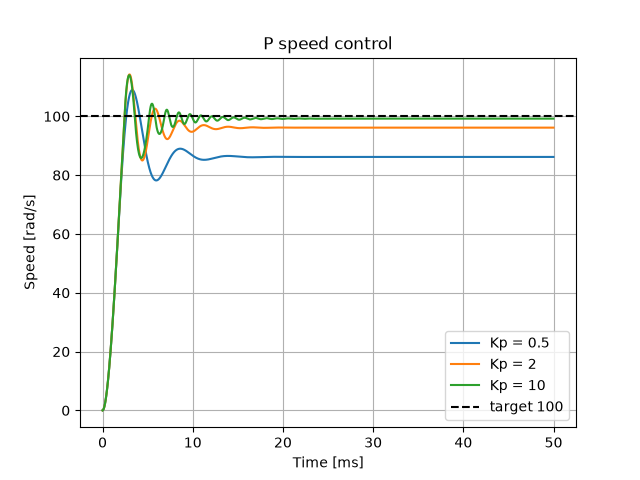 P speed control
Speed [rad/s]
100
80
60
40
20
0
0 10 20 30 40 50
Time [ms]
Kp = 0.5
Kp = 2
Kp = 10
target 100